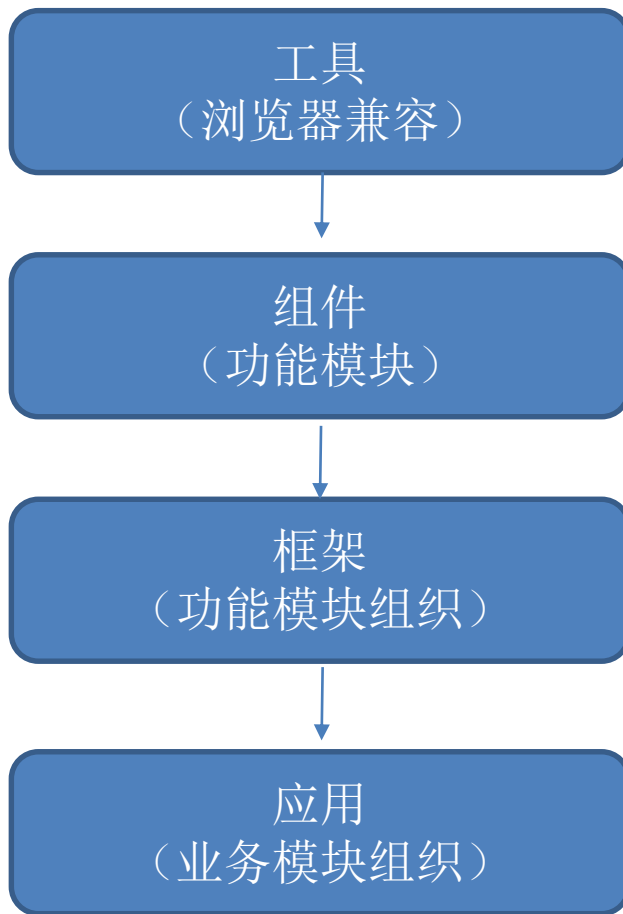 工具
（浏览器兼容）
组件
（功能模块）
框架
（功能模块组织）
应用
（业务模块组织）